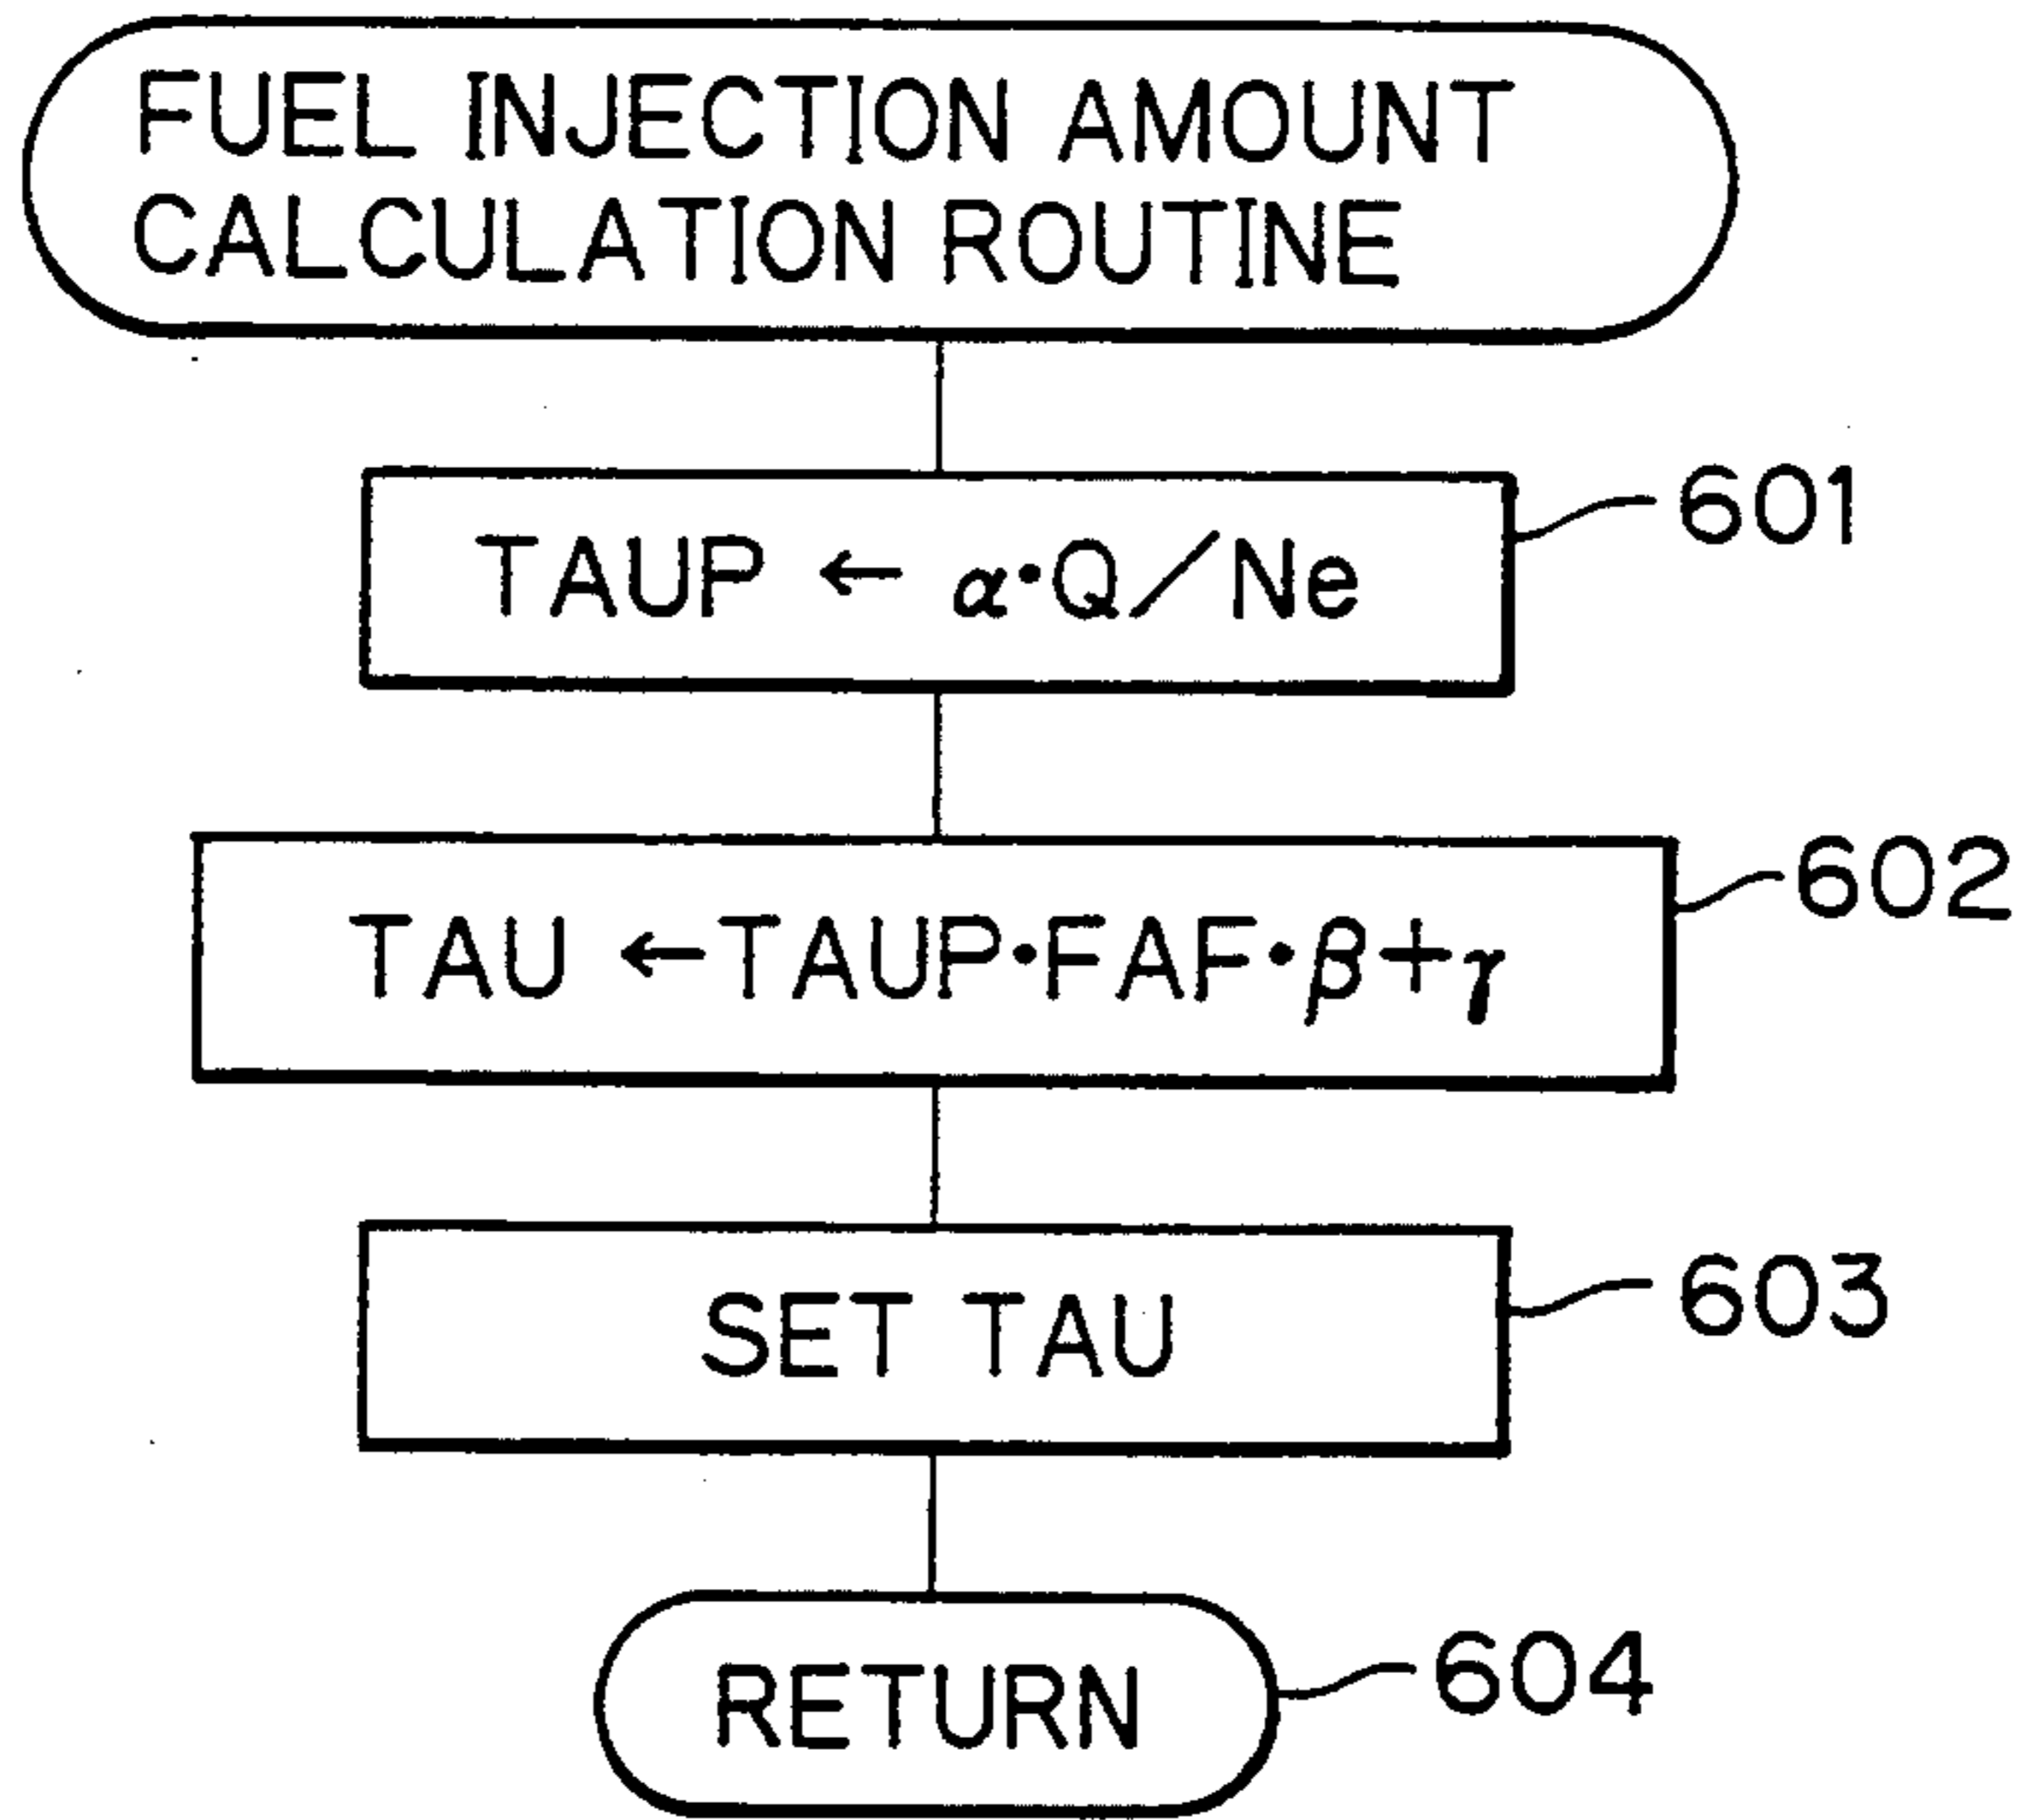 FUEL INJECTION AMOUNT
CALCULATION ROUTINE
TAUP ← α·Q/Ne
601
TAU ← TAUP·FAF·β+γ
602
SET TAU
603
RETURN
604